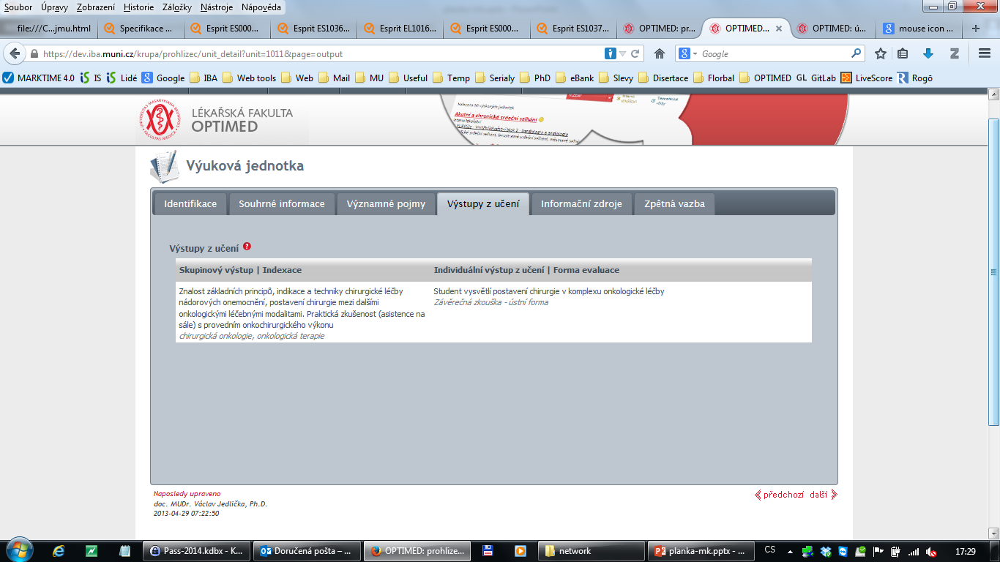 Soubor Úpravy Zobrazení Historie Záložky Nástroje Nápověda
file:///C...jmu.html Specifikace ... Esprit ES000... Esprit ES1036... Esprit EL1016... Esprit ES000... Esprit ES1037... OPTIMED: pr... OPTIMED... OPTIMED: ú... mouse icon ...
https://dev.iba.muni.cz/krupa/prohlizec/unit_detail?unit=1011&page=output Google
MARKTIME 4.0 IS Lidé Google IBA Web tools Web Mail MU Useful Temp Serialy PhD eBank Slevy Disertace Florbal OPTIMED GL GitLab LiveScore Rogō
LÉKAŘSKÁ FAKULTA
OPTIMED
Akutní a chronické srdeční selhání
Výuková jednotka
Identifikace Souhrné informace Významné pojmy Výstupy z učení Informační zdroje Zpětná vazba
Výstupy z učení ?
Skupinový výstup | Indexace Individuální výstup z učení | Forma evaluace
Znalost základních principů, indikace a techniky chirurgické léčby Student vysvětlí postavení chirurgie v komplexu onkologické léčby
nádorových onemocnění, postavení chirurgie mezi dalšími Závěrečná zkouška - ústní forma
onkologickými léčebnými modalitami. Praktická zkušenost (asistence na
sále) s provedním onkochirurgického výkonu
chirurgická onkologie, onkologická terapie
Naposledy upraveno
doc. MUDr. Václav Jedlička, Ph.D.
2013-04-29 07:22:50
předchozí další
Pass-2014.kdbx - K... Doručená pošta – ... OPTIMED: prohlize... network planka-mk.pptx - ... CS 17:29